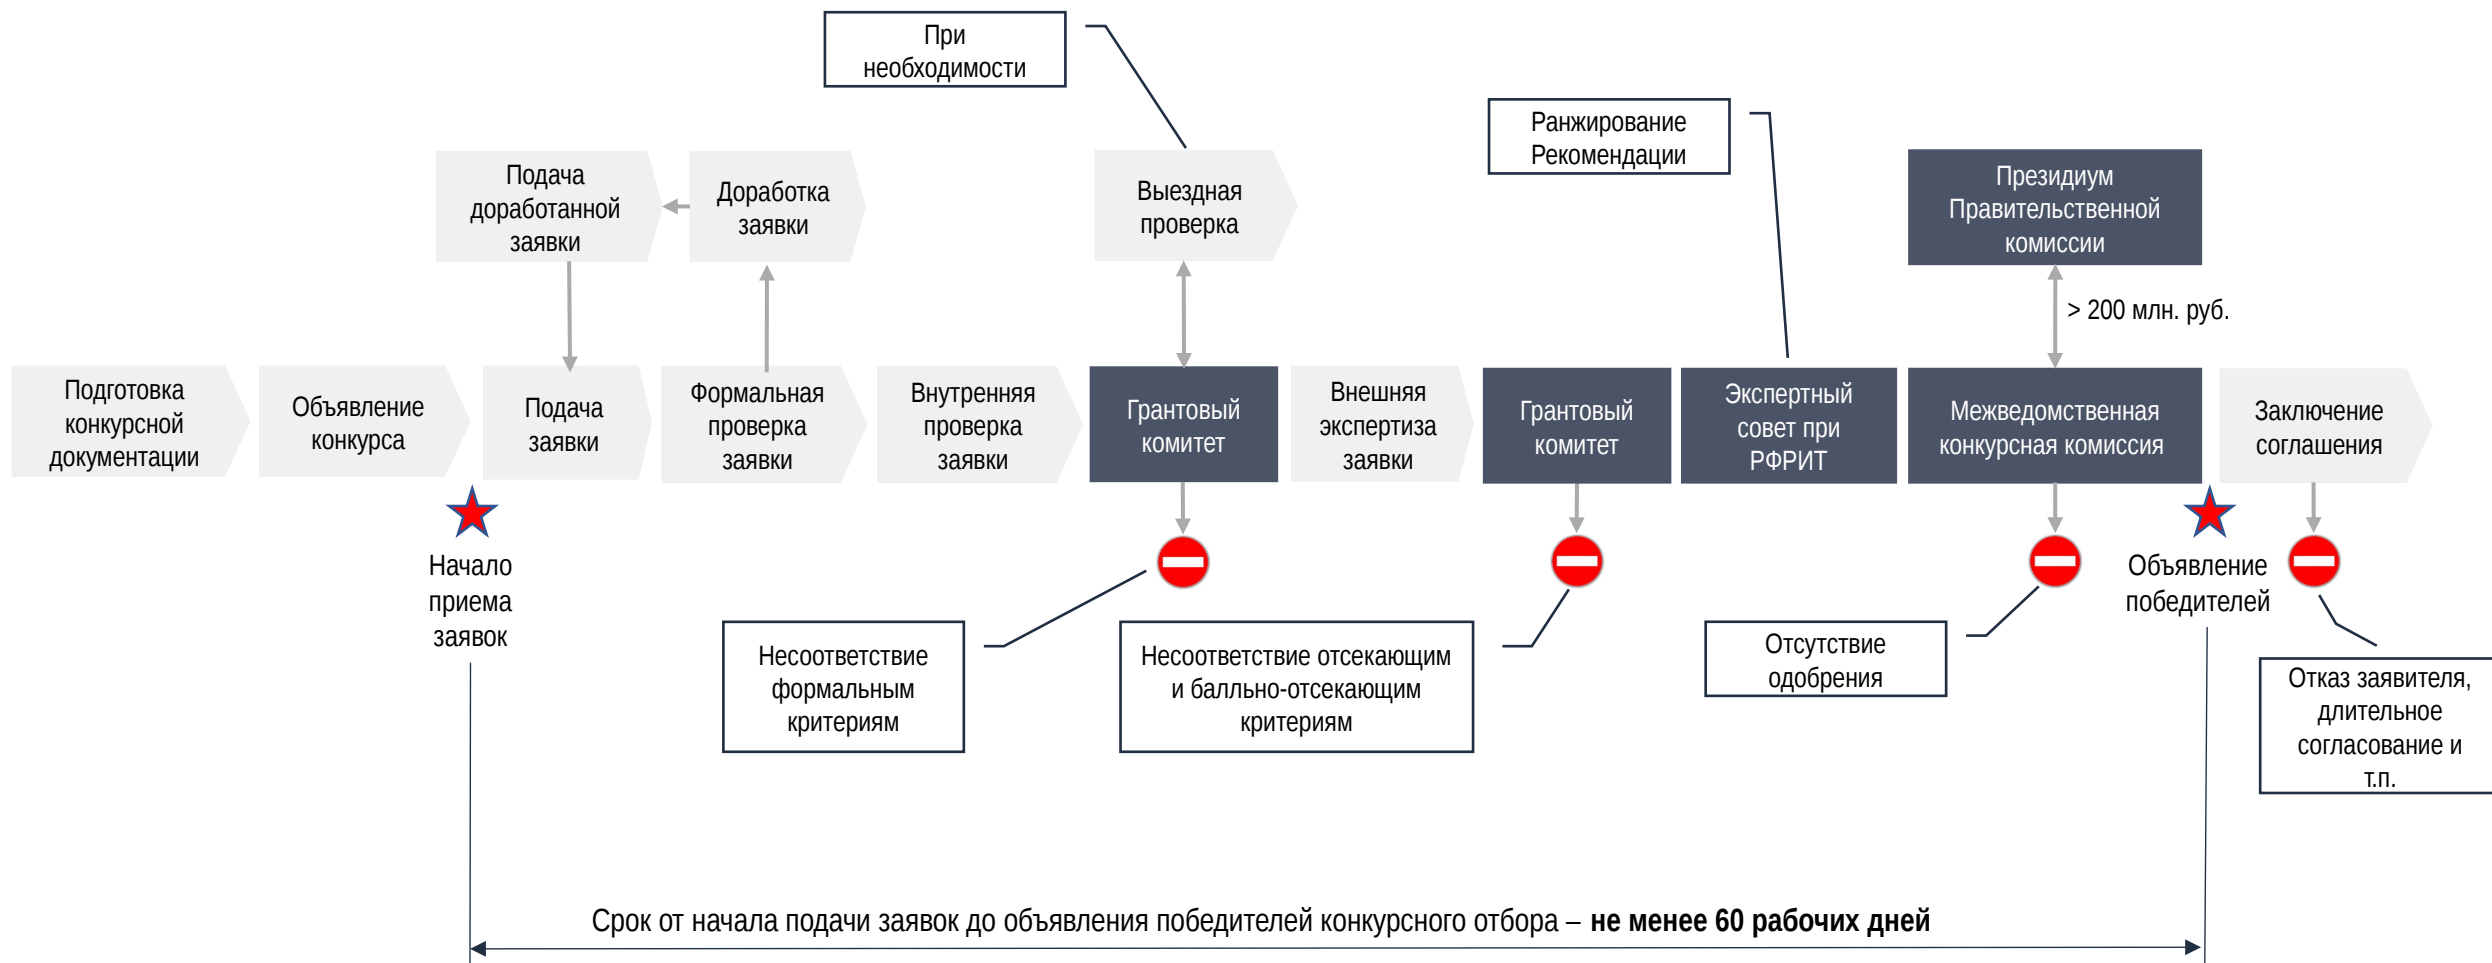 При
необходимости
Ранжирование
Рекомендации
Подача
доработанной
заявки
Доработка
заявки
Выездная
проверка
Президиум
Правительственной
комиссии
> 200 млн. руб.
Подготовка
конкурсной
документации
Объявление
конкурса
Подача
заявки
Формальная
проверка
заявки
Внутренняя
проверка
заявки
Грантовый
комитет
Внешняя
экспертиза
заявки
Грантовый
комитет
Экспертный
совет при
РФРИТ
Межведомственная
конкурсная комиссия
Заключение
соглашения
Начало
приема
заявок
Объявление
победителей
Несоответствие
формальным
критериям
Несоответствие отсекающим
и балльно-отсекающим
критериям
Отсутствие
одобрения
Отказ заявителя,
длительное
согласование и
т.п.
Срок от начала подачи заявок до объявления победителей конкурсного отбора – не менее 60 рабочих дней